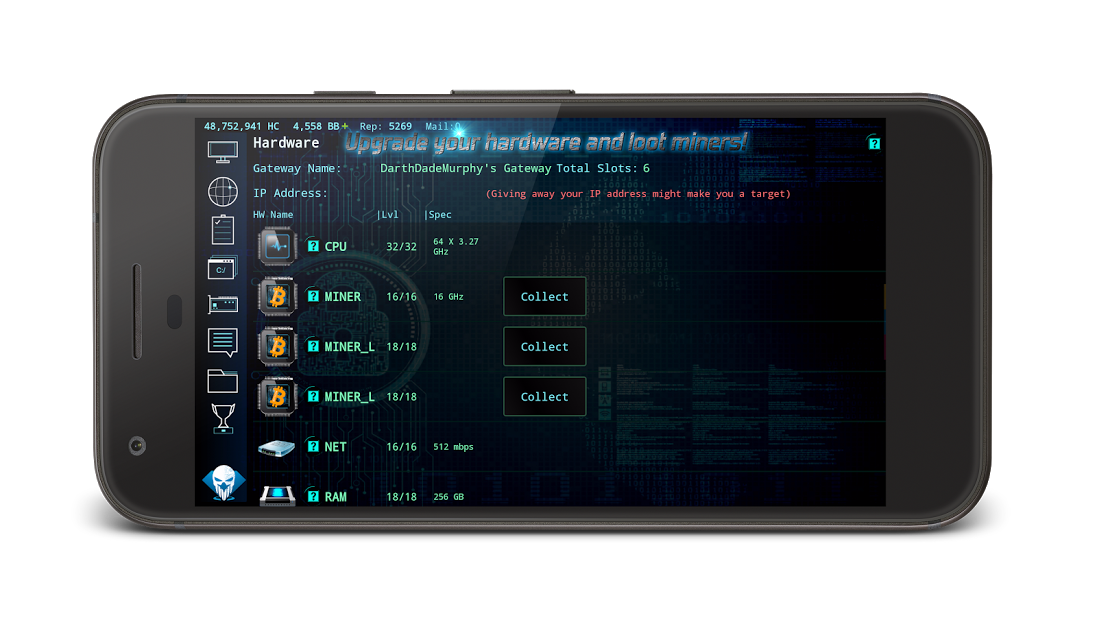 48,752,941 HC 4,558 BB+ Rep: 5269 Mail:0
Upgrade your hardware and loot miners!
Hardware
?
Gateway Name: DarthDadeMurphy's Gateway Total Slots: 6
IP Address: (Giving away your IP address might make you a target)
HW Name |Lvl |Spec
? CPU 32/32 64 X 3.27
GHz
? MINER 16/16 16 GHz Collect
? MINER_L 18/18 Collect
? MINER_L 18/18 Collect
? NET 16/16 512 mbps
? RAM 18/18 256 GB
C:/